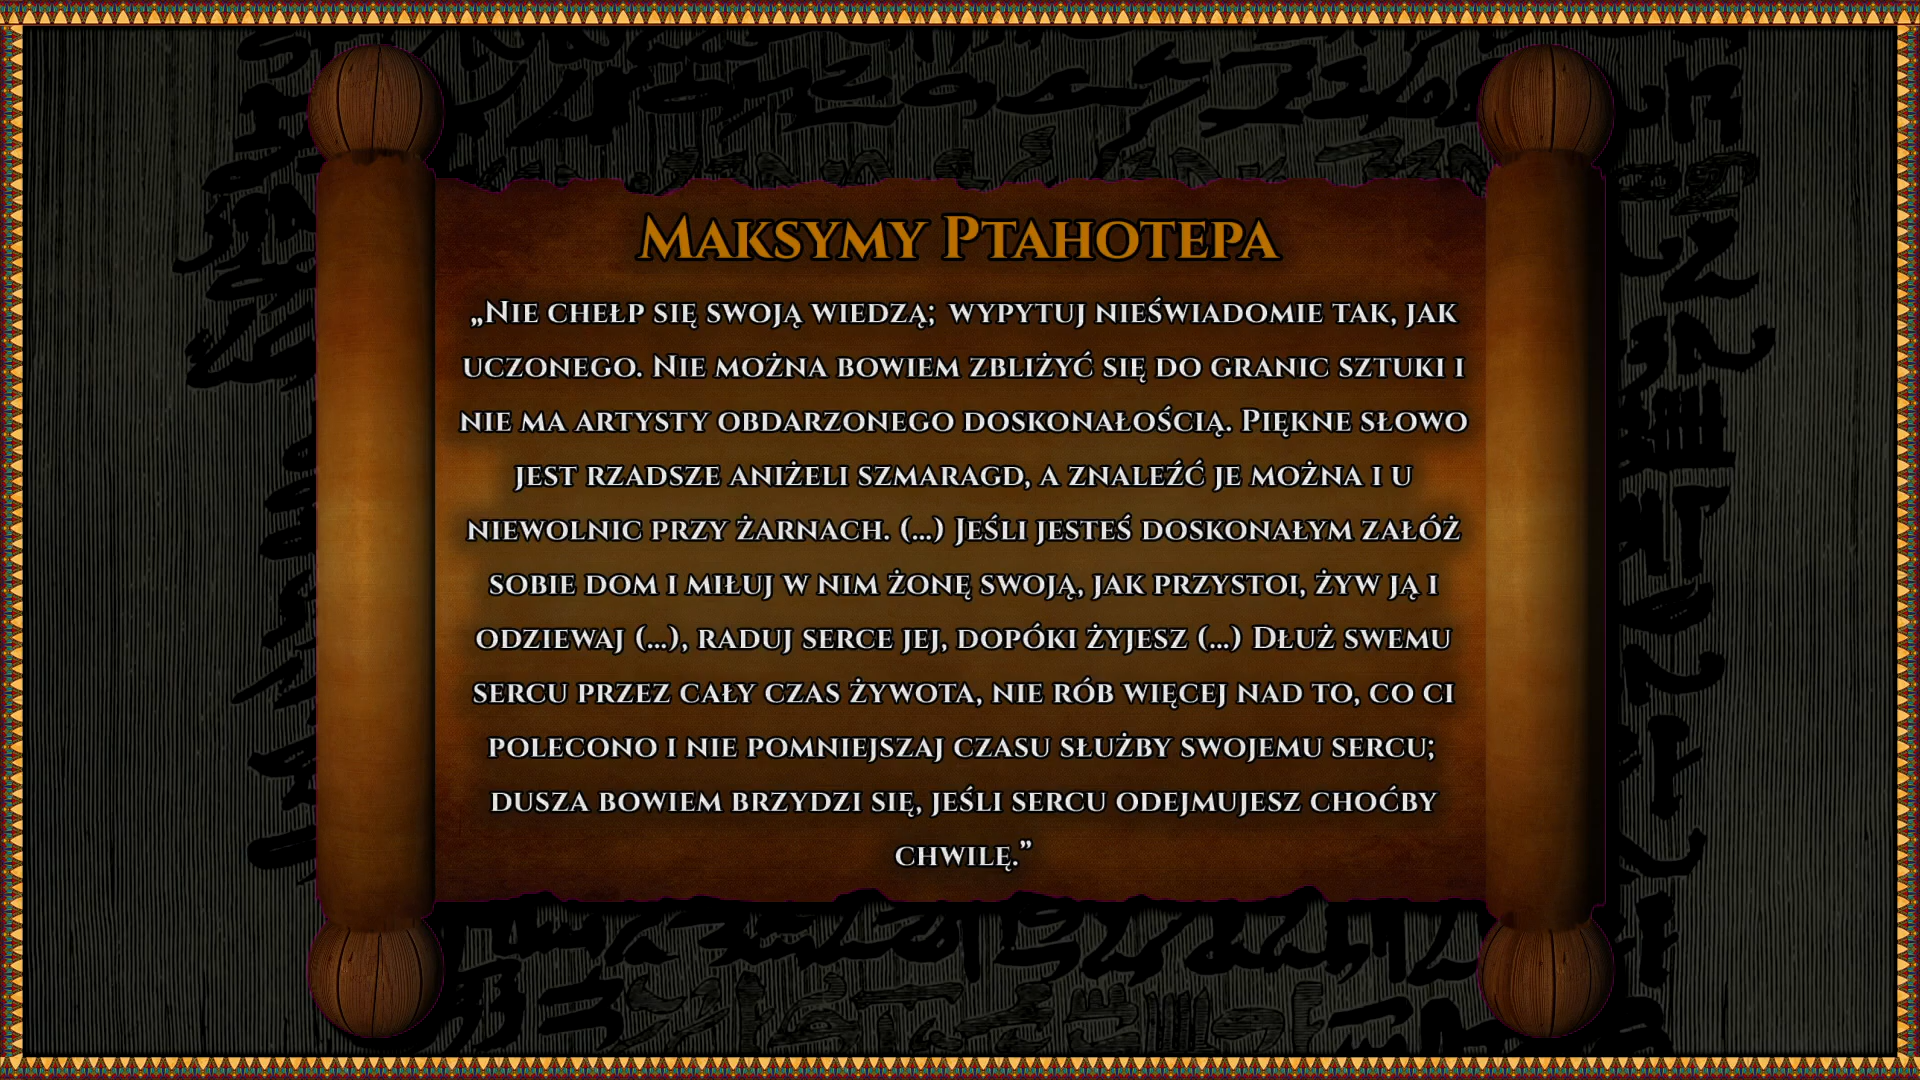 Maksymy Ptahotepa
„Nie chełp się swoją wiedzą; wypytuj nieświadomie tak, jak
uczonego. Nie można bowiem zbliżyć się do granic sztuki i
nie ma artysty obdarzonego doskonałością. Piękne słowo
jest rzadsze aniżeli szmaragd, a znaleźć je można i u
niewolnic przy żarnach. (...) Jeśli jesteś doskonałym załóż
sobie dom i miłuj w nim żonę swoją, jak przystoi, żyw ją i
odziewaj (...), raduj serce jej, dopóki żyjesz (...) Dłuż swemu
sercu przez cały czas żywota, nie rób więcej nad to, co ci
polecono i nie pomniejszaj czasu służby swojemu sercu;
dusza bowiem brzydzi się, jeśli sercu odejmujesz choćby
chwilę.”